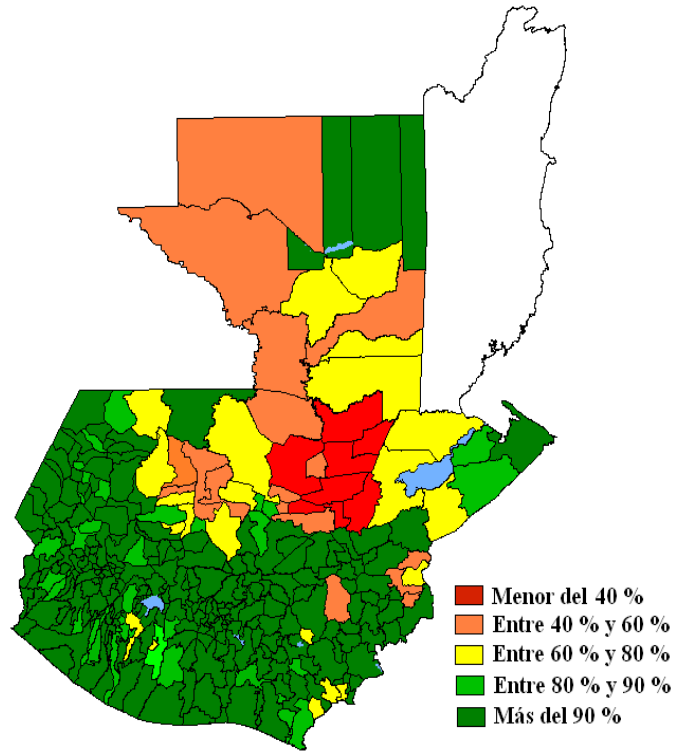 Menor del 40 %
Entre 40 % y 60 %
Entre 60 % y 80 %
Entre 80 % y 90 %
Más del 90 %